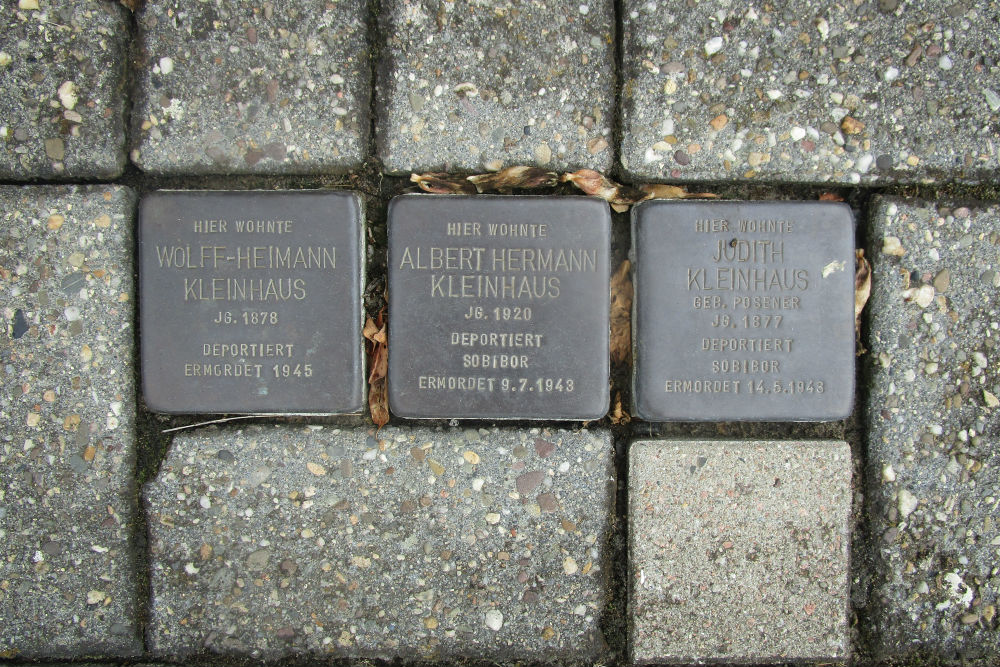 HIER WOHNTE
WOLFF-HEIMANN
KLEINHAUS
JG. 1878
DEPORTIERT
ERMORDET 1945
HIER WOHNTE
ALBERT HERMANN
KLEINHAUS
JG. 1920
DEPORTIERT
SOBIBOR
ERMORDET 9.7.1943
HIER WOHNTE
JUDITH
KLEINHAUS
GEB. POSENER
JG. 1877
DEPORTIERT
SOBIBOR
ERMORDET 14.5.1943